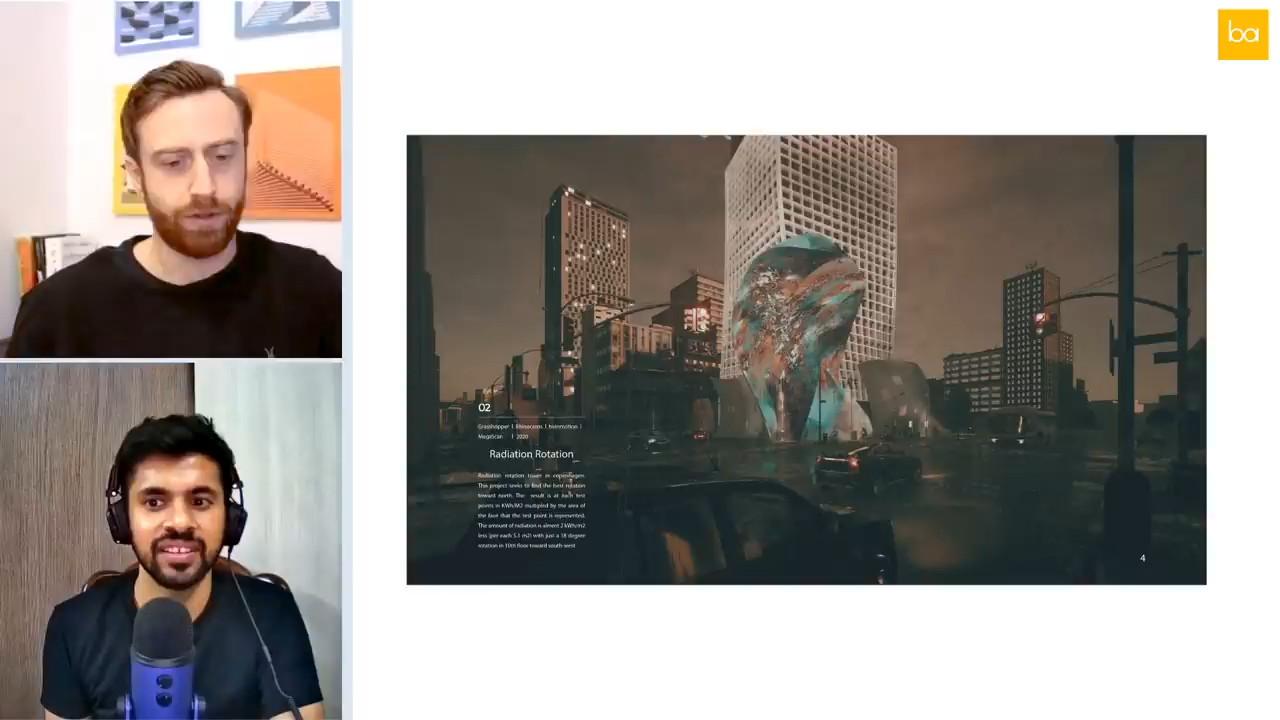 ba
02
Grasshopper | Rhinoceros | twinmotion |
MegaScan | 2020
Radiation Rotation
Radiation rotation tower in copenhagen.
This project seeks to find the best rotation
toward north. The result is at each test
points in KWh/M2 multiplied by the area of
the face that the test point is represented.
The amount of radiation is almost 2 kWh/m2
less (per each 5.1 m2) with just a 18 degree
rotation in 10th floor toward south west
4